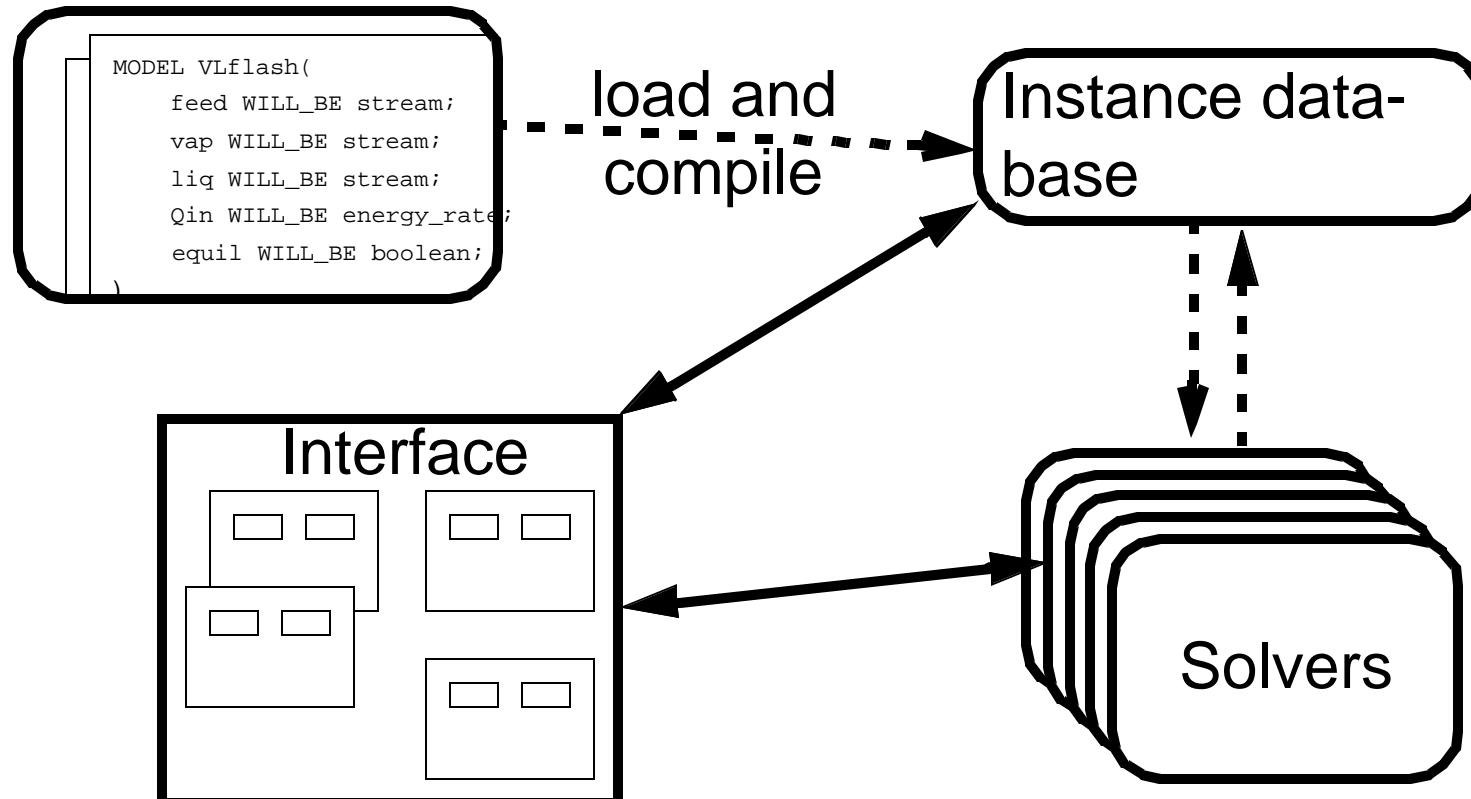 MODEL VLflash(
feed WILL_BE stream;
vap WILL_BE stream;
liq WILL_BE stream;
Qin WILL_BE energy_rate;
equil WILL_BE boolean;
)
load and
compile
Instance data-
base
Interface
Solvers